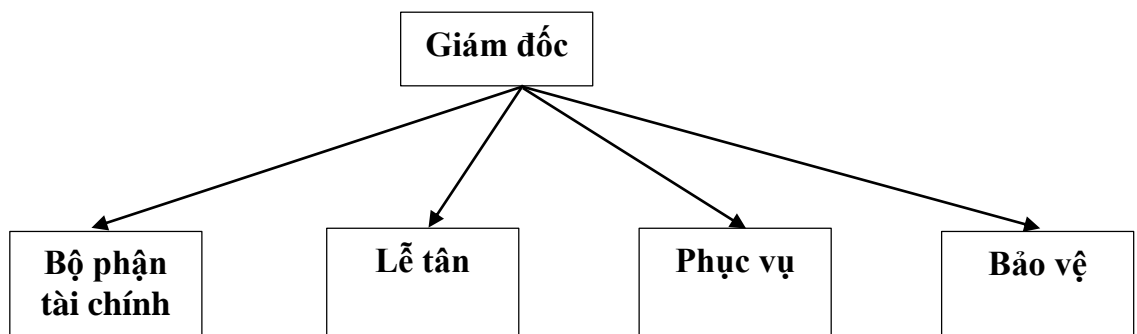 Giám đốc
Bộ phận
tài chính
Lễ tân
Phục vụ
Bảo vệ